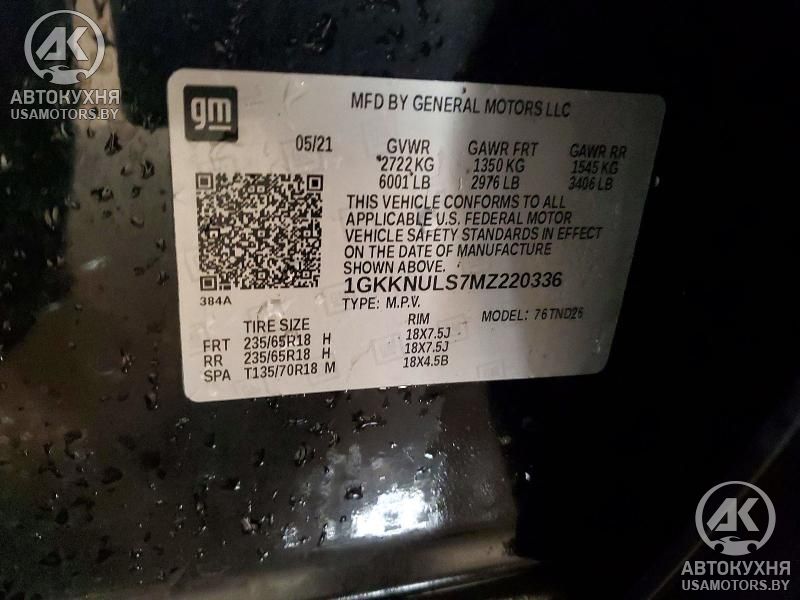 АВТОКУХНЯ
USAMOTORS.BY
gm
MFD BY GENERAL MOTORS LLC
05/21 GVWR GAWR FRT GAWR RR
2722 KG 1350 KG 1545 KG
6001 LB 2976 LB 3406 LB
THIS VEHICLE CONFORMS TO ALL
APPLICABLE U.S. FEDERAL MOTOR
VEHICLE SAFETY STANDARDS IN EFFECT
ON THE DATE OF MANUFACTURE
SHOWN ABOVE.
384A
1GKKNULS7MZ220336
TYPE: M.P.V.
MODEL: 76TND26
TIRE SIZE RIM
FRT 235/65R18 H 18X7.5J
RR 235/65R18 H 18X7.5J
SPA T135/70R18 M 18X4.5B
АК
АВТОКУХНЯ
USAMOTORS.BY